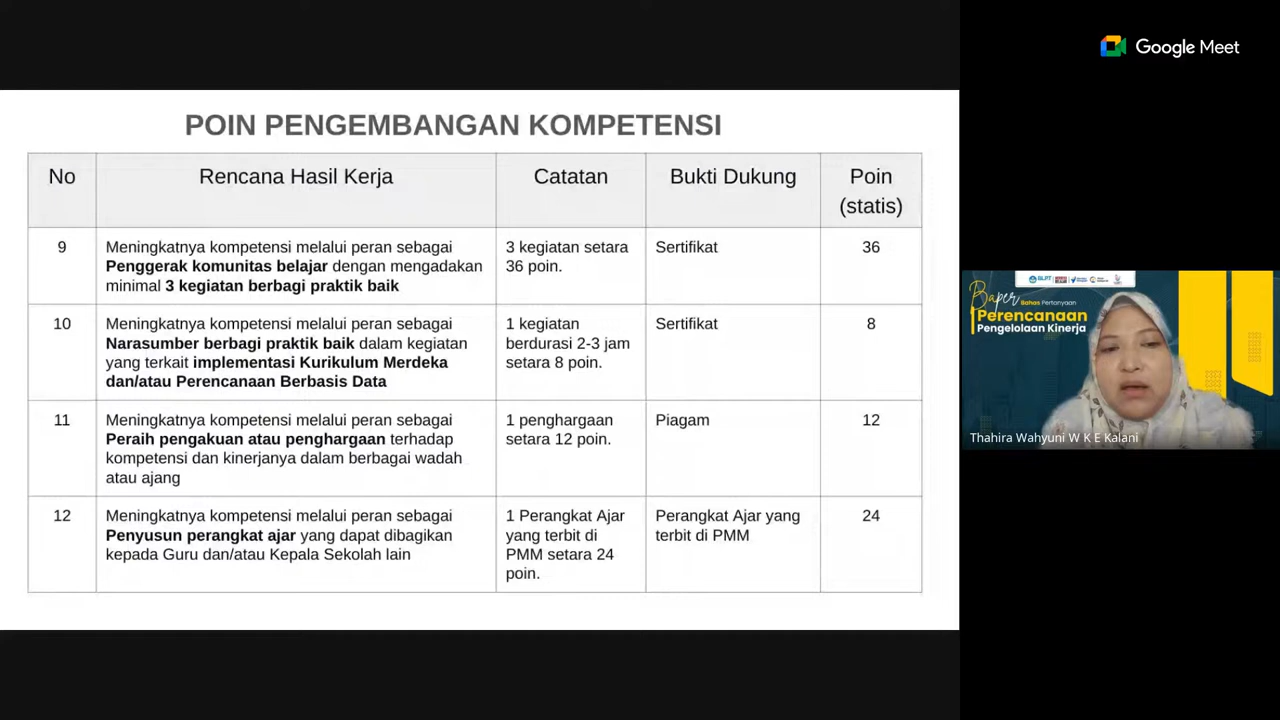 Google Meet
POIN PENGEMBANGAN KOMPETENSI
No
Rencana Hasil Kerja
Catatan
Bukti Dukung
Poin
(statis)
9
Meningkatnya kompetensi melalui peran sebagai
Penggerak komunitas belajar dengan mengadakan
minimal 3 kegiatan berbagi praktik baik
3 kegiatan setara
36 poin.
Sertifikat
36
10
Meningkatnya kompetensi melalui peran sebagai
Narasumber berbagi praktik baik dalam kegiatan
yang terkait implementasi Kurikulum Merdeka
dan/atau Perencanaan Berbasis Data
1 kegiatan
berdurasi 2-3 jam
setara 8 poin.
Sertifikat
8
11
Meningkatnya kompetensi melalui peran sebagai
Peraih pengakuan atau penghargaan terhadap
kompetensi dan kinerjanya dalam berbagai wadah
atau ajang
1 penghargaan
setara 12 poin.
Piagam
12
12
Meningkatnya kompetensi melalui peran sebagai
Penyusun perangkat ajar yang dapat dibagikan
kepada Guru dan/atau Kepala Sekolah lain
1 Perangkat Ajar
yang terbit di
PMM setara 24
poin.
Perangkat Ajar yang
terbit di PMM
24
Baper Bahas Pertanyaan
Perencanaan
Pengelolaan Kinerja
Thahira Wahyuni W K E Kalani